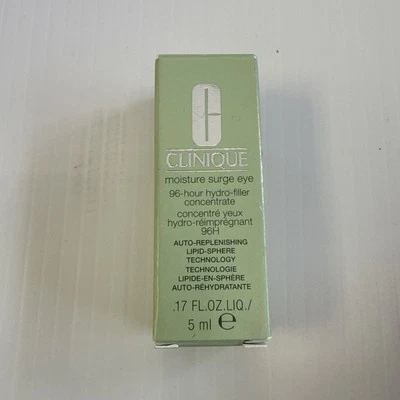 CLINIQUE
moisture surge eye
96-hour hydro-filler
concentrate
concentré yeux
hydro-réimprégnant
96H
AUTO-REPLENISHING
LIPID-SPHERE
TECHNOLOGY
TECHNOLOGIE
LIPIDE-EN-SPHÈRE
AUTO-RÉHYDRATANTE
.17 FL.OZ.LIQ./
5 ml ℮